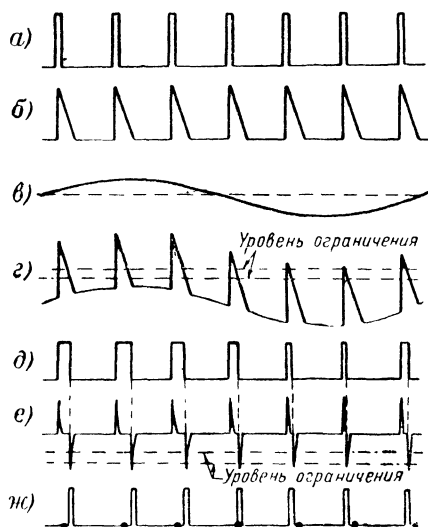 а)
б)
в)
Уровень ограничения
г)
д)
е)
Уровень ограничения
ж)